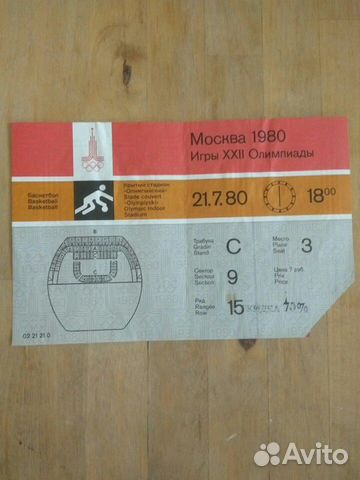 Москва 1980
Игры XXII Олимпиады
Баскетбол
Basketball
Basketball
Крытый стадион
«Олимпийский»
Stade couvert
«Olympijski»
Olympic Indoor
Stadium
21.7.80
18⁰⁰
Трибуна
Gradin
Stand
C
Место
Place
Seat
3
Сектор
Secteur
Section
9
Цена 7 руб.
Prix
Price
Ряд
Rangée
Row
15
B
C
02 21 21 0
Avito